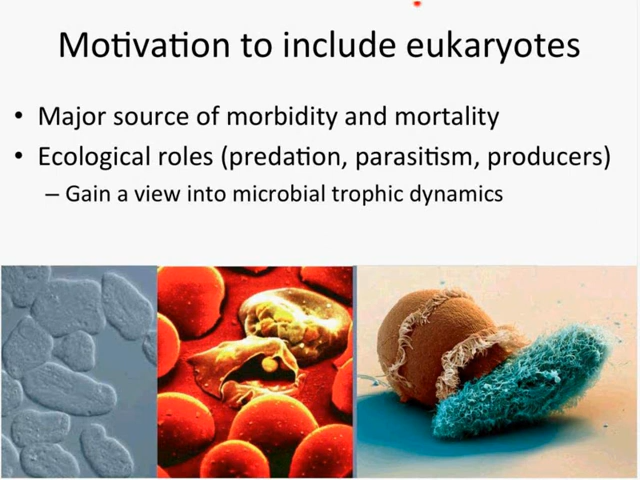 Motivation to include eukaryotes
• Major source of morbidity and mortality
• Ecological roles (predation, parasitism, producers)
– Gain a view into microbial trophic dynamics